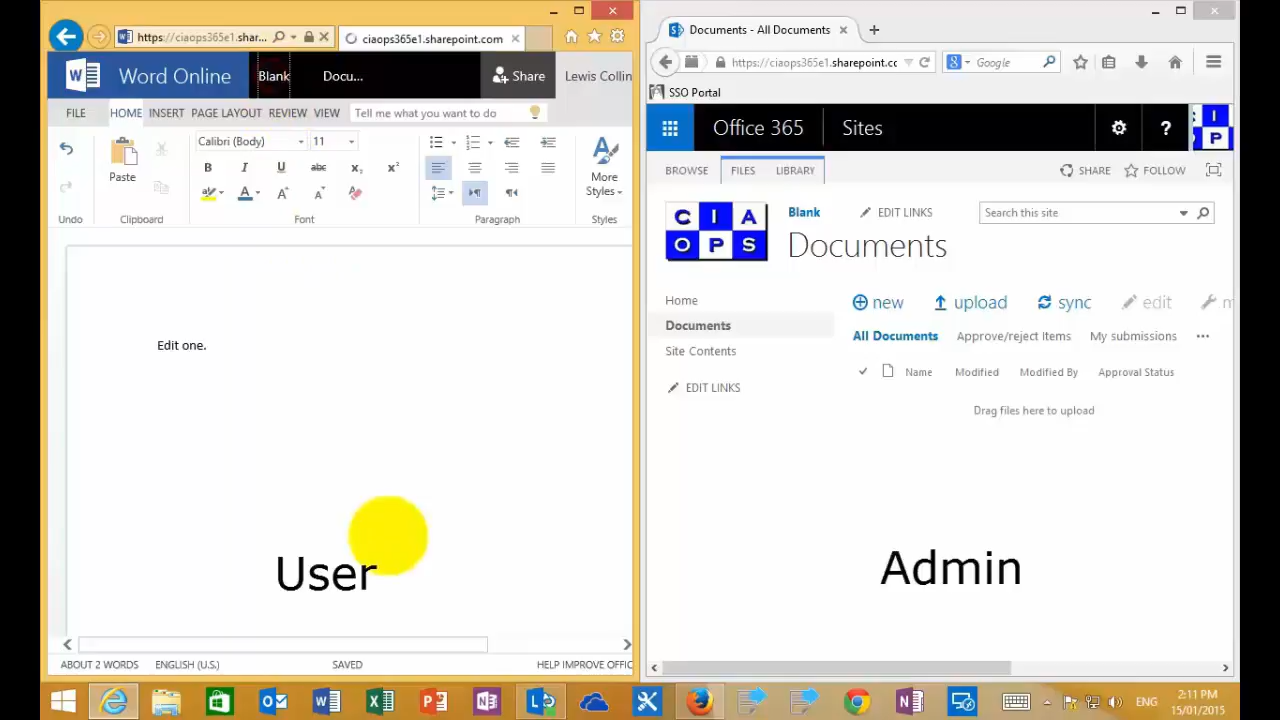 https://ciaops365e1.shar...
ciaops365e1.sharepoint.com
Word Online
Blank
Docu...
Share
Lewis Collin
FILE
HOME
INSERT
PAGE LAYOUT
REVIEW
VIEW
Tell me what you want to do
Undo
Paste
Clipboard
Calibri (Body)
11
B I U abc x₂ x²
A A A
Font
Paragraph
A
More
Styles
Styles
Edit one.
User
ABOUT 2 WORDS
ENGLISH (U.S.)
SAVED
HELP IMPROVE OFFIC
Documents - All Documents
https://ciaops365e1.sharepoint.cc
Google
SSO Portal
Office 365
Sites
?
I
O P
BROWSE
FILES
LIBRARY
SHARE
FOLLOW
C I A
O P S
Blank
EDIT LINKS
Search this site
Documents
Home
Documents
Site Contents
EDIT LINKS
new
upload
sync
edit
m
All Documents
Approve/reject Items
My submissions
...
Name
Modified
Modified By
Approval Status
Drag files here to upload
Admin
ENG
2:11 PM
15/01/2015